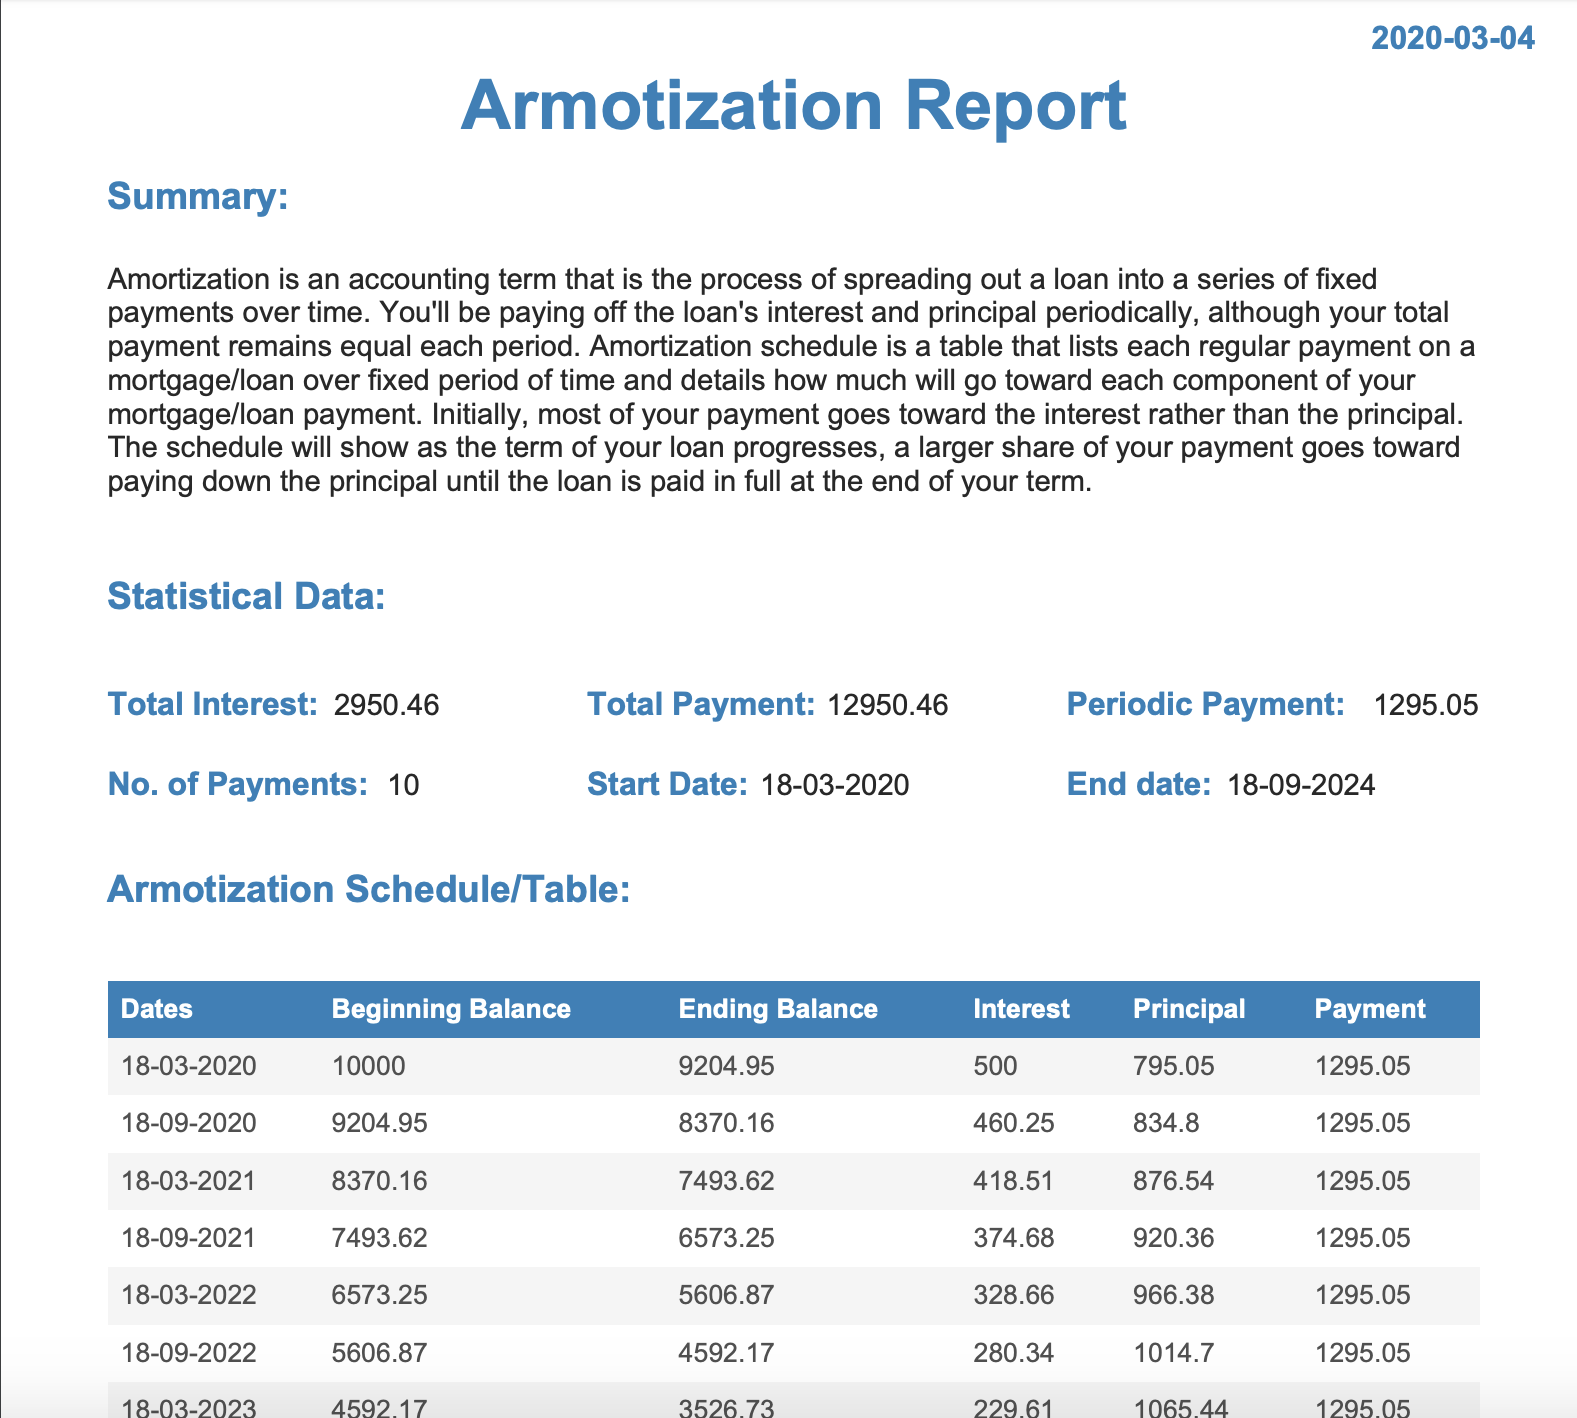 2020-03-04
Armotization Report
Summary:
Amortization is an accounting term that is the process of spreading out a loan into a series of fixed
payments over time. You'll be paying off the loan's interest and principal periodically, although your total
payment remains equal each period. Amortization schedule is a table that lists each regular payment on a
mortgage/loan over fixed period of time and details how much will go toward each component of your
mortgage/loan payment. Initially, most of your payment goes toward the interest rather than the principal.
The schedule will show as the term of your loan progresses, a larger share of your payment goes toward
paying down the principal until the loan is paid in full at the end of your term.
Statistical Data:
Total Interest: 2950.46 Total Payment: 12950.46 Periodic Payment: 1295.05
No. of Payments: 10 Start Date: 18-03-2020 End date: 18-09-2024
Armotization Schedule/Table:
Dates Beginning Balance Ending Balance Interest Principal Payment
18-03-2020 10000 9204.95 500 795.05 1295.05
18-09-2020 9204.95 8370.16 460.25 834.8 1295.05
18-03-2021 8370.16 7493.62 418.51 876.54 1295.05
18-09-2021 7493.62 6573.25 374.68 920.36 1295.05
18-03-2022 6573.25 5606.87 328.66 966.38 1295.05
18-09-2022 5606.87 4592.17 280.34 1014.7 1295.05
18-03-2023 4592.17 3526.73 229.61 1065.44 1295.05